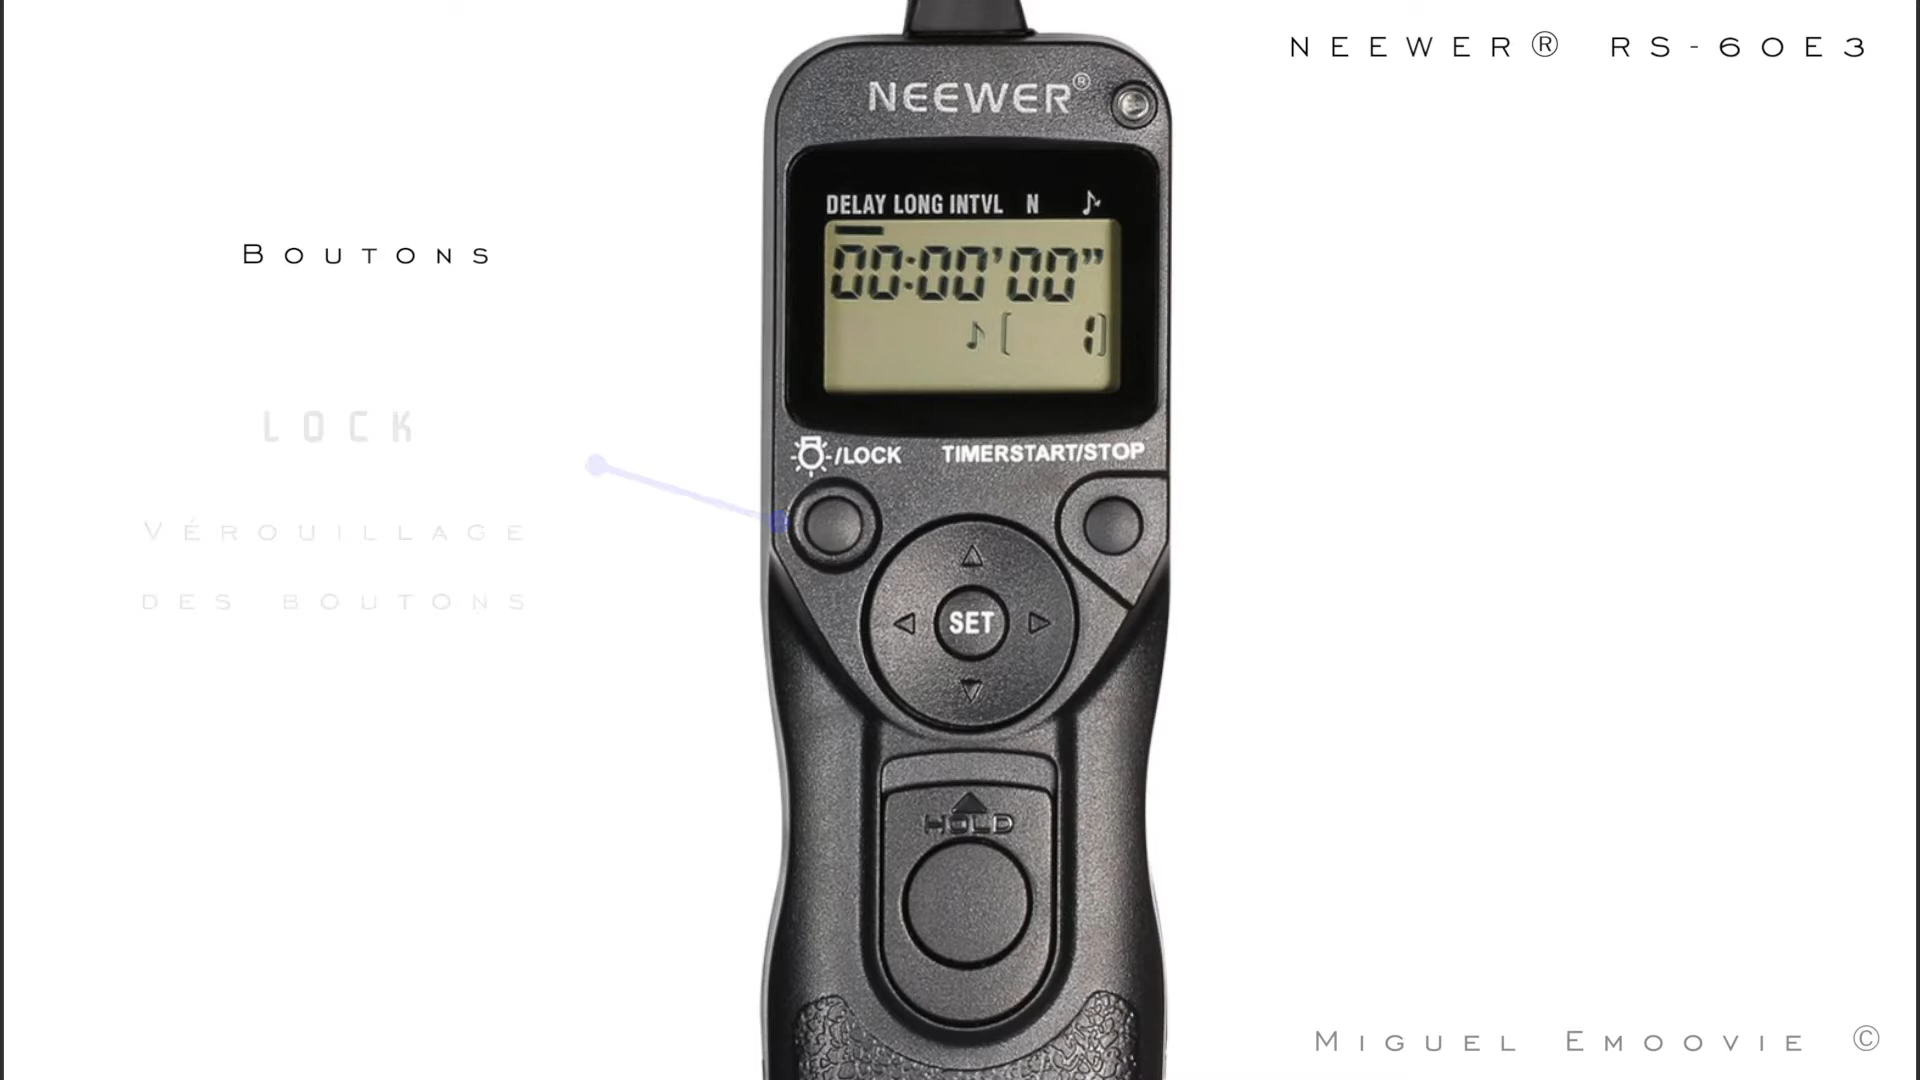 NEEWER® RS-60E3
NEEWER®
DELAY LONG INTVL N ♪
BOUTONS
00:00'00"
♪ [ 1]
LOCK
/LOCK TIMERSTART/STOP
VÉROUILLAGE
DES BOUTONS
SET
HOLD
MIGUEL EMOOVIE ©